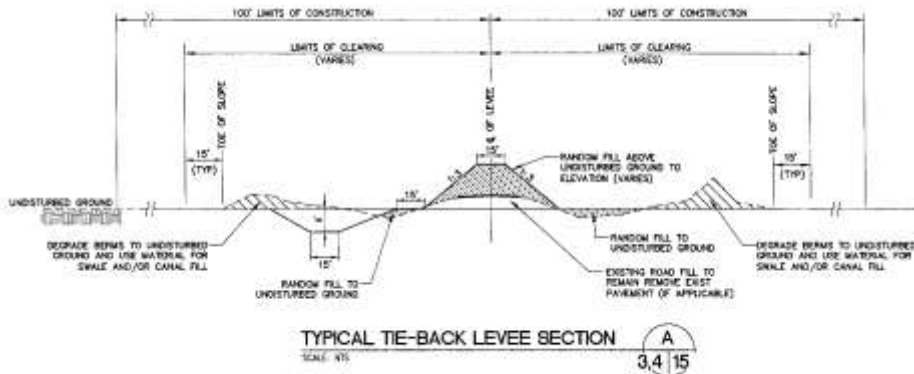 100' LIMITS OF CONSTRUCTION
100' LIMITS OF CONSTRUCTION
LIMITS OF CLEARING
(VARIES)
LIMITS OF CLEARING
(VARIES)
TOE OF SLOPE
℄ OF LEVEE
TOE OF SLOPE
15'
(TYP)
15'
15'
(TYP)
RANDOM FILL ABOVE
UNDISTURBED GROUND TO
ELEVATION (VARIES)
15'
UNDISTURBED GROUND
DEGRADE BERMS TO UNDISTURBED
GROUND AND USE MATERIAL FOR
SWALE AND/OR CANAL FILL
15'
RANDOM FILL TO
UNDISTURBED GROUND
RANDOM FILL TO
UNDISTURBED GROUND
EXISTING ROAD FILL TO
REMAIN REMOVE EXIST
PAVEMENT (IF APPLICABLE)
DEGRADE BERMS TO UNDISTURBED
GROUND AND USE MATERIAL FOR
SWALE AND/OR CANAL FILL
TYPICAL TIE-BACK LEVEE SECTION
SCALE: NTS
A
3,4 15